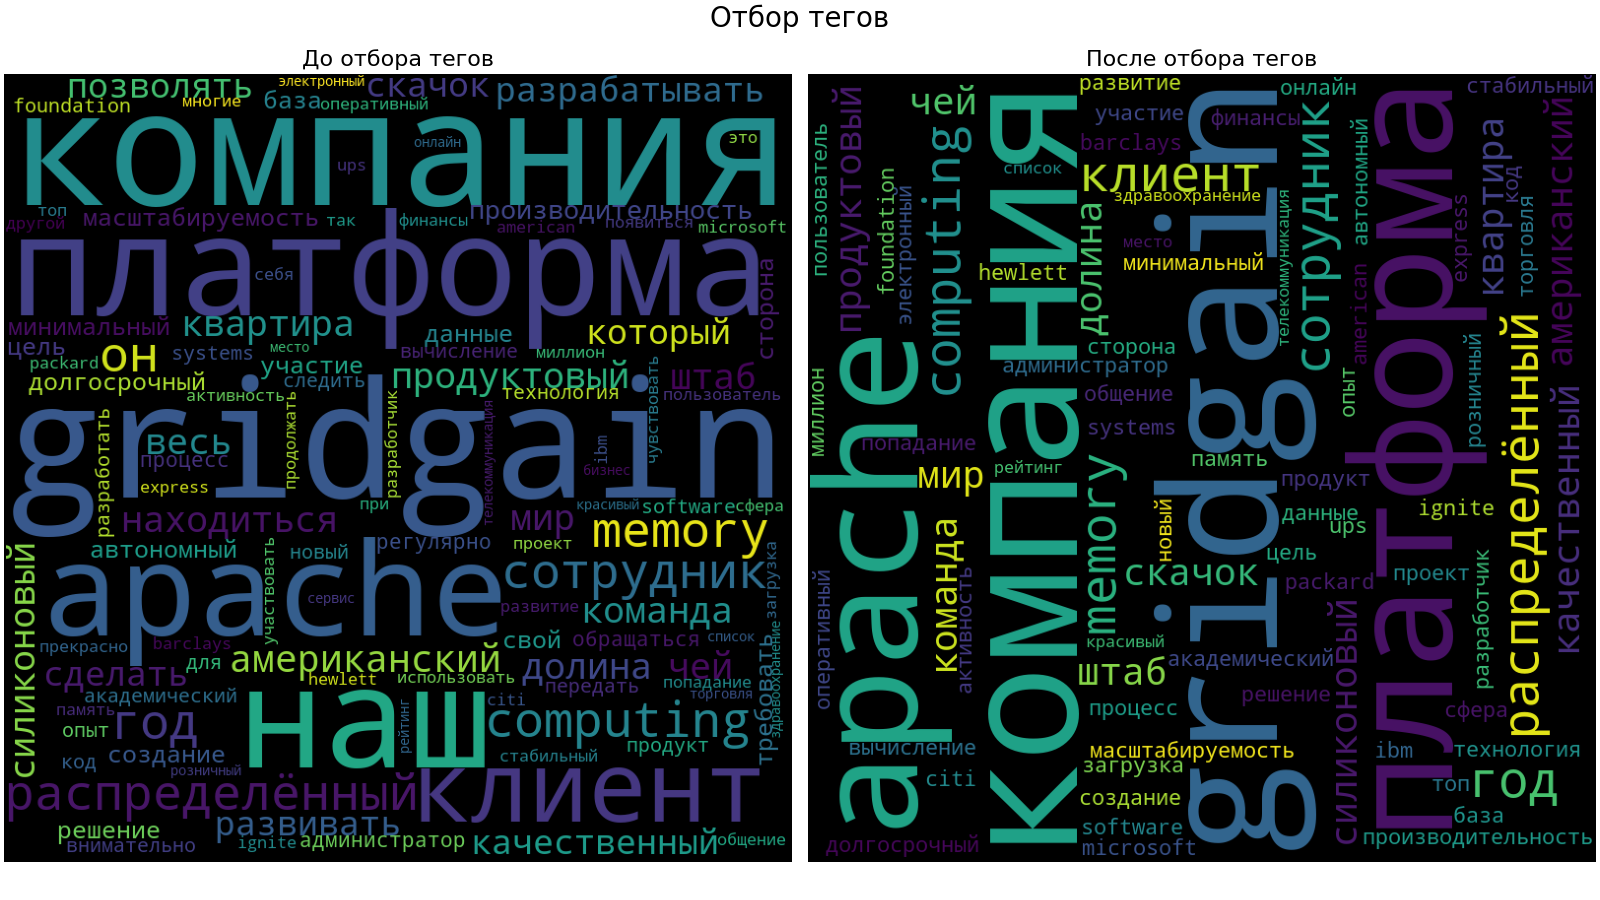 Отбор тегов
До отбора тегов
позволять
электронный
скачок
разрабатывать
foundation
многие
база
оперативный
компания
онлайн
это
ups
топ
другой
масштабируемость
так
финансы
производительность
american
появиться
microsoft
платформа
себя
сторона
минимальный
квартира
данные
который
цель
packard
он
systems
место
участие
вычисление
миллион
долгосрочный
следить
продуктовый
штаб
активность
технология
пользователь
gridgain
разработать
весь
процесс
express
продолжать
разработчик
телекоммуникация
ibm
чувствовать
бизнес
при
красивый
software
сфера
находиться
мир
memory
автономный
новый
регулярно
проект
силиконовый
apache
участвовать
сервис
сотрудник
загрузка
развитие
команда
прекрасно
barclays
свой
обращаться
список
здравоохранение
требовать
сделать
для
американский
долина
чей
hewlett
использовать
передать
попадание
торговля
академический
память
год
наш
рейтинг
citi
computing
опыт
создание
стабильный
продукт
код
розничный
распределённый
клиент
решение
развивать
внимательно
ignite
администратор
качественный
общение
После отбора тегов
пользователь
продуктовый
чей
foundation
электронный
computing
компания
список
развитие
участие
barclays
клиент
здравоохранение
финансы
онлайн
стабильный
gridgain
телекоммуникация
сотрудник
автономный
american
платформа
express
квартира
код
торговля
американский
hewlett
долина
место
минимальный
миллион
apache
сторона
администратор
общение
systems
опыт
розничный
распределённый
качественный
попадание
мир
рейтинг
memory
память
продукт
новый
данные
ups
ignite
команда
цель
скачок
packard
проект
разработчик
оперативный
активность
красивый
штаб
академический
силиконовый
решение
процесс
сфера
вычисление
масштабируемость
ibm
технология
citi
загрузка
топ
год
создание
база
software
долгосрочный
microsoft
производительность